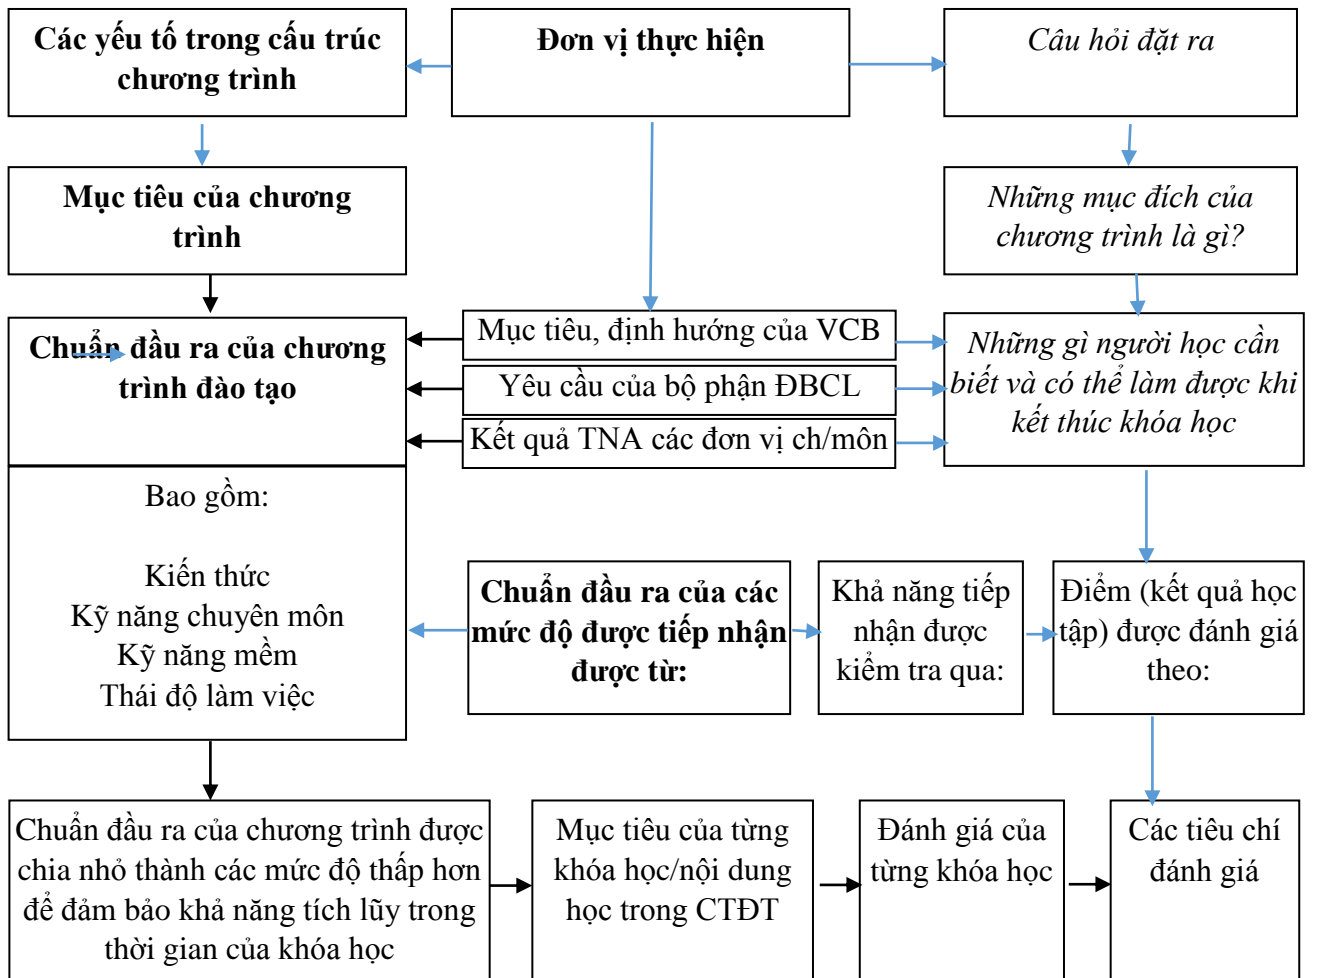 Các yếu tố trong cấu trúc
chương trình
Đơn vị thực hiện
Câu hỏi đặt ra
Mục tiêu của chương
trình
Những mục đích của
chương trình là gì?
Chuẩn đầu ra của chương
trình đào tạo
Mục tiêu, định hướng của VCB
Yêu cầu của bộ phận ĐBCL
Kết quả TNA các đơn vị ch/môn
Những gì người học cần
biết và có thể làm được khi
kết thúc khóa học
Bao gồm:
Kiến thức
Kỹ năng chuyên môn
Kỹ năng mềm
Thái độ làm việc
Chuẩn đầu ra của các
mức độ được tiếp nhận
được từ:
Khả năng tiếp
nhận được
kiểm tra qua:
Điểm (kết quả học
tập) được đánh giá
theo:
Chuẩn đầu ra của chương trình được
chia nhỏ thành các mức độ thấp hơn
để đảm bảo khả năng tích lũy trong
thời gian của khóa học
Mục tiêu của từng
khóa học/nội dung
học trong CTĐT
Đánh giá của
từng khóa học
Các tiêu chí
đánh giá